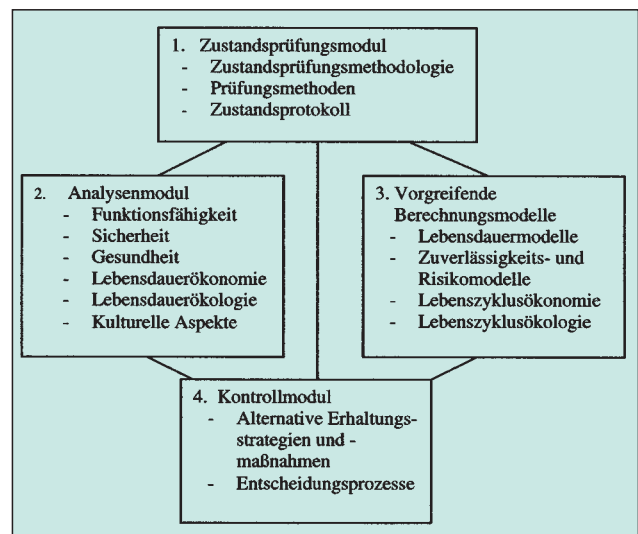 1. Zustandsprüfungsmodul
- Zustandsprüfungsmethodologie
- Prüfungsmethoden
- Zustandsprotokoll
2. Analysenmodul
- Funktionsfähigkeit
- Sicherheit
- Gesundheit
- Lebensdauerökonomie
- Lebensdauerökologie
- Kulturelle Aspekte
3. Vorgreifende
Berechnungsmodelle
- Lebensdauermodelle
- Zuverlässigkeits- und
Risikomodelle
- Lebenszyklusökonomie
- Lebenszyklusökologie
4. Kontrollmodul
- Alternative Erhaltungs-
strategien und -
maßnahmen
- Entscheidungsprozesse